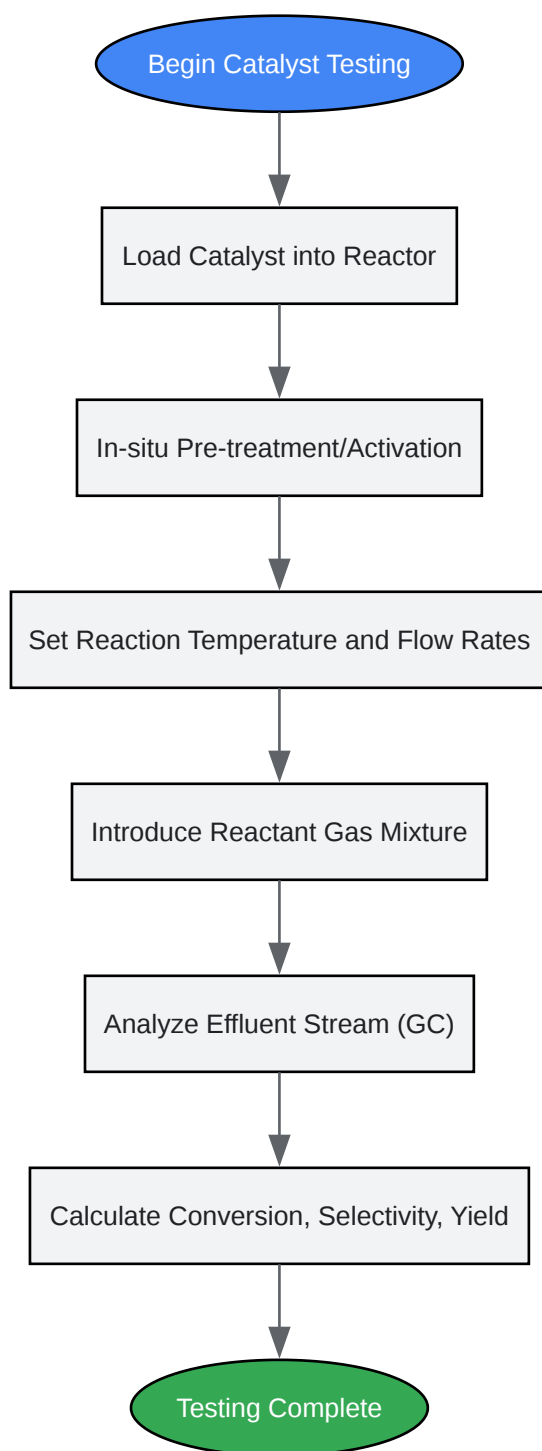 Begin Catalyst Testing
Load Catalyst into Reactor
In-situ Pre-treatment/Activation
Set Reaction Temperature and Flow Rates
Introduce Reactant Gas Mixture
Analyze Effluent Stream (GC)
Calculate Conversion, Selectivity, Yield
Testing Complete